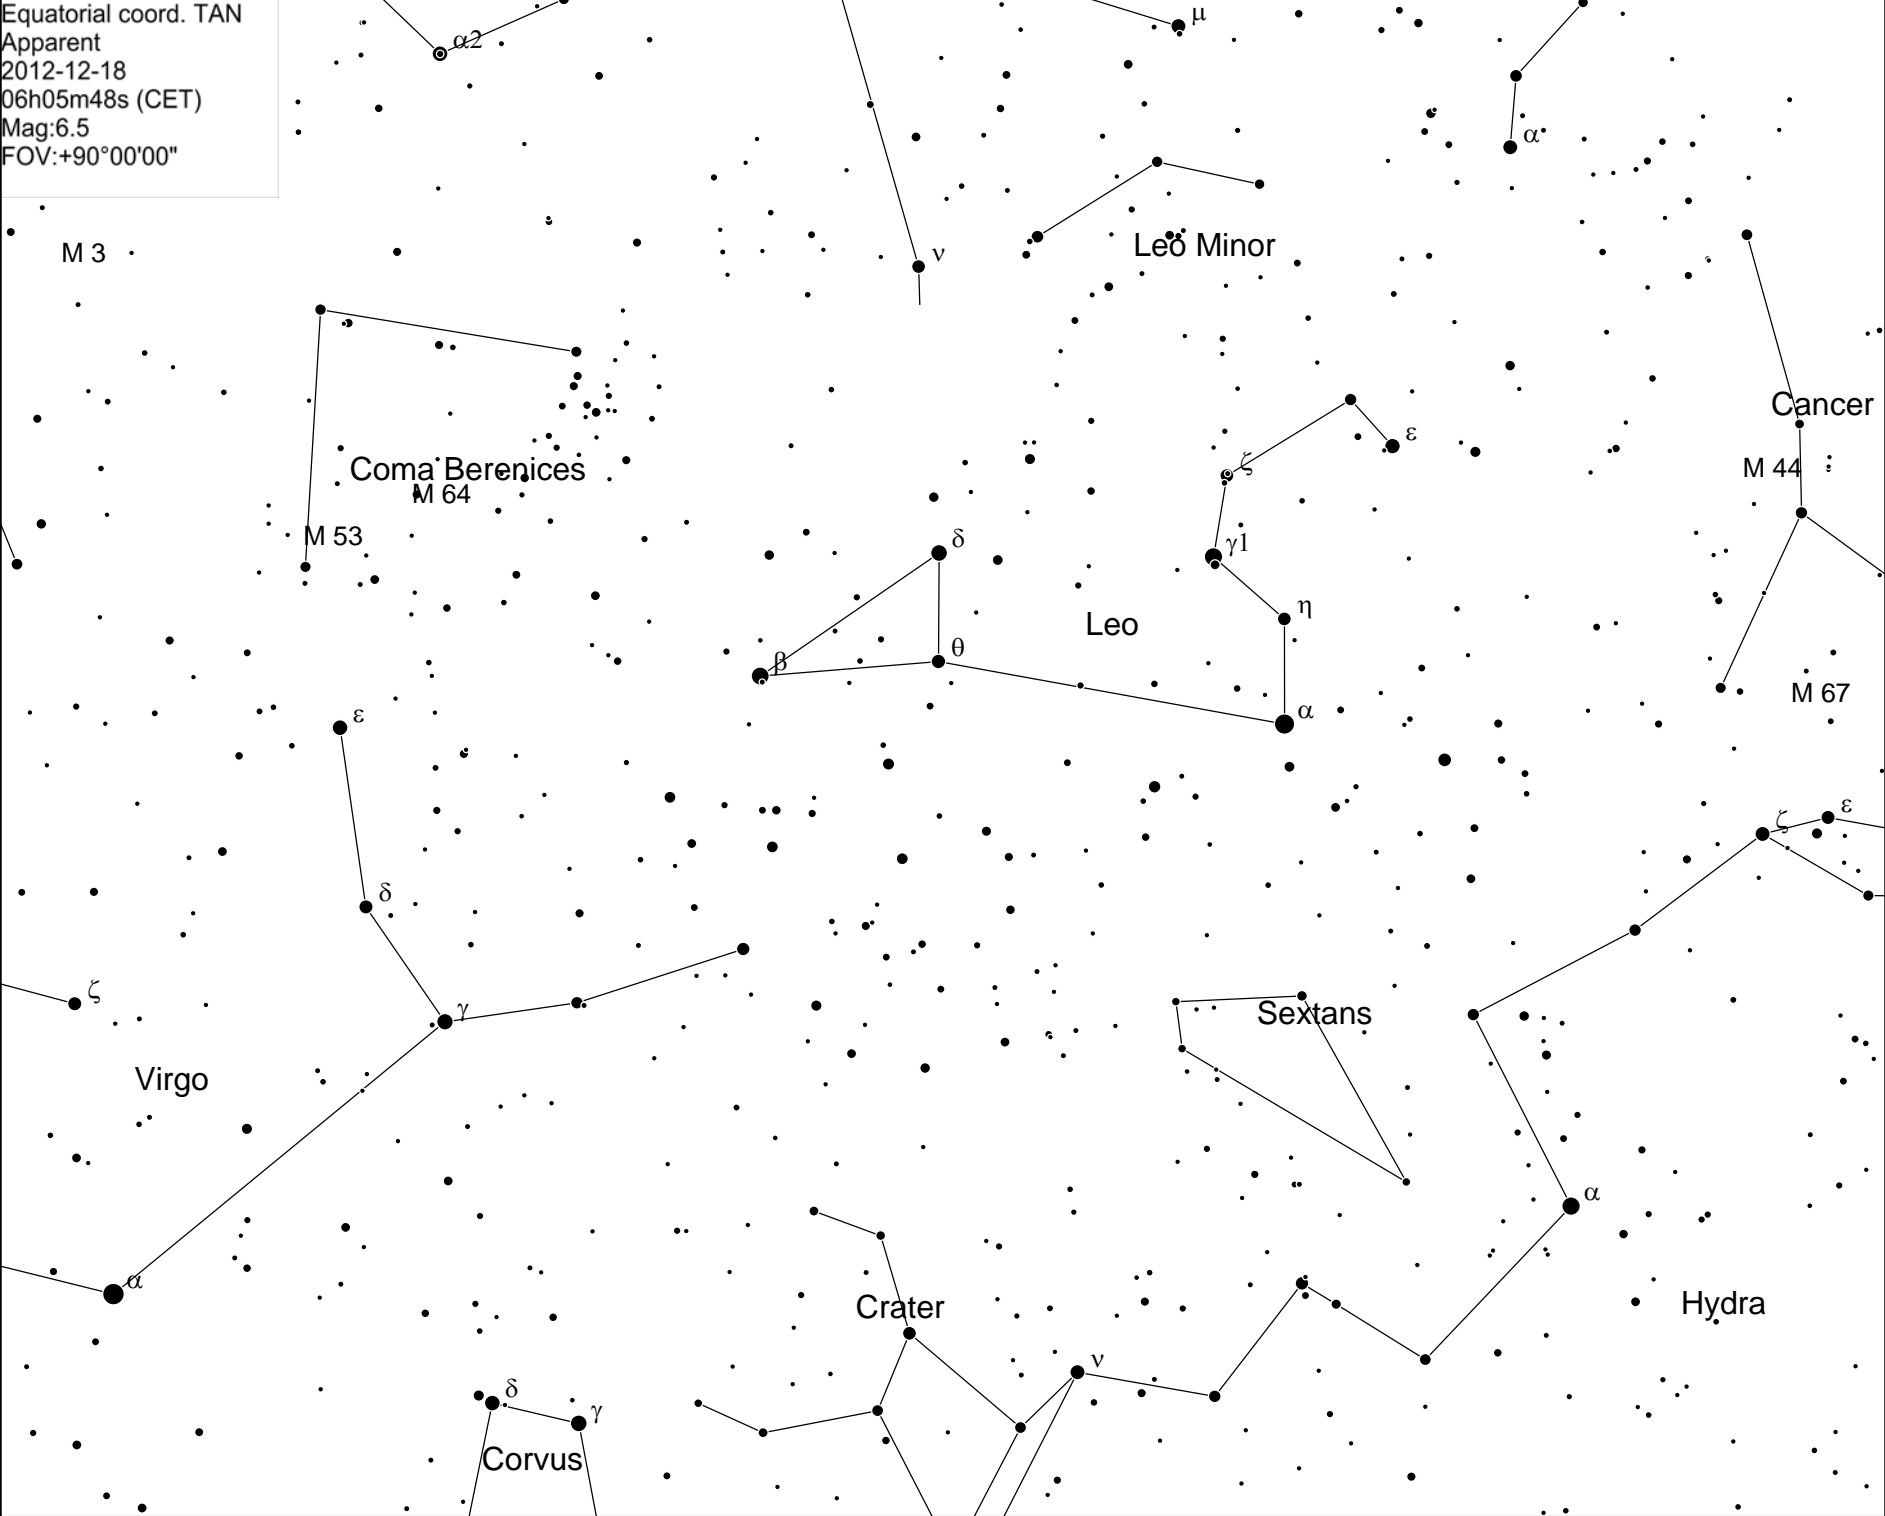 Equatorial coord. TAN
Apparent
2012-12-18
06h05m48s (CET)
Mag:6.5
FOV:+90°00'00"
α2
μ
α
M 3
ν
Leo Minor
Cancer
ε
Coma Berenices
ζ
M 44
M 64
M 53
δ
γ1
η
Leo
θ
β
M 67
α
ε
ε
ζ
δ
ζ
γ
Sextans
Virgo
α
α
Crater
Hydra
ν
δ
γ
Corvus